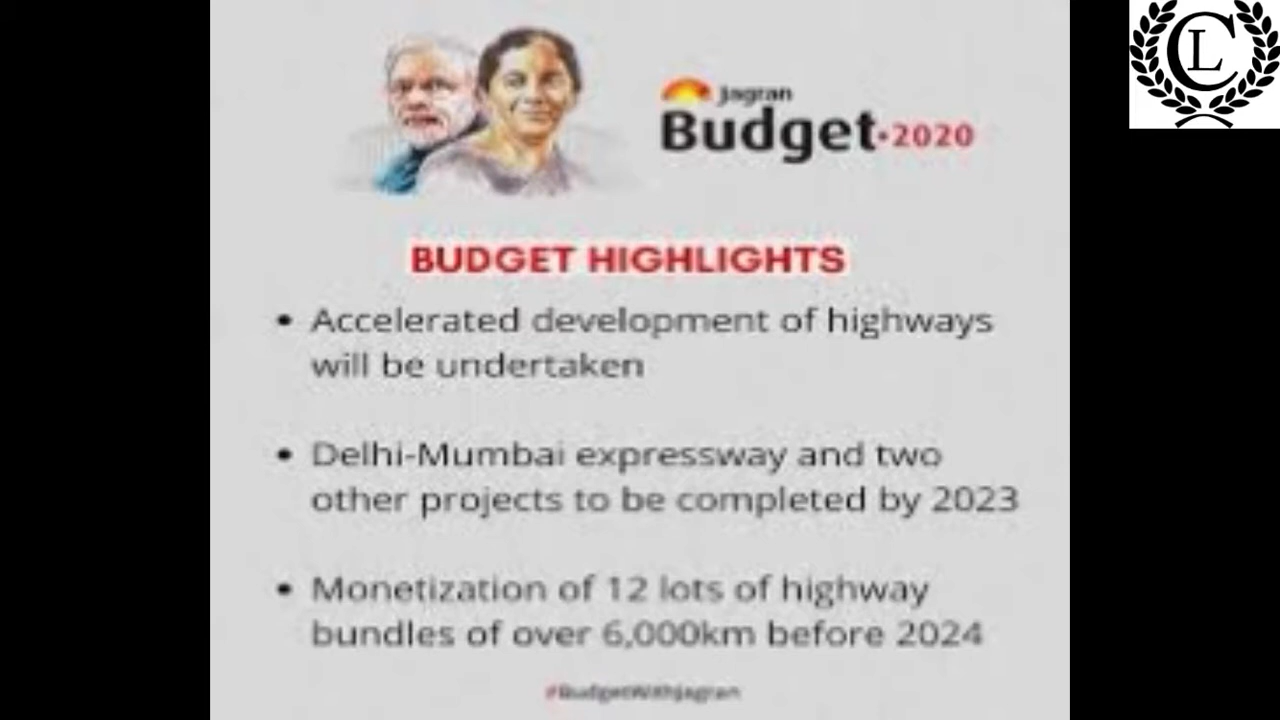 CL
Jagran
Budget•2020
BUDGET HIGHLIGHTS
• Accelerated development of highways
will be undertaken
• Delhi-Mumbai expressway and two
other projects to be completed by 2023
• Monetization of 12 lots of highway
bundles of over 6,000km before 2024
#BudgetWithJagran